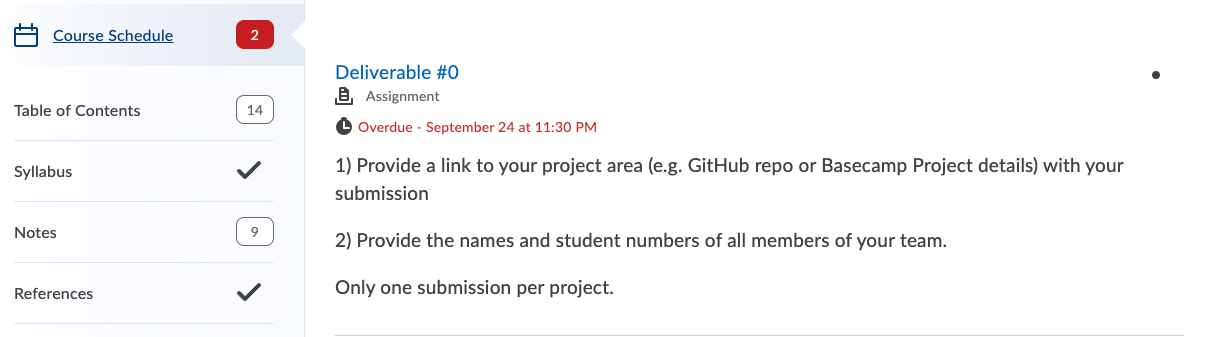 Course Schedule
2
Table of Contents
14
Syllabus
Notes
9
References
Deliverable #0
Assignment
Overdue - September 24 at 11:30 PM
1) Provide a link to your project area (e.g. GitHub repo or Basecamp Project details) with your
submission
2) Provide the names and student numbers of all members of your team.
Only one submission per project.